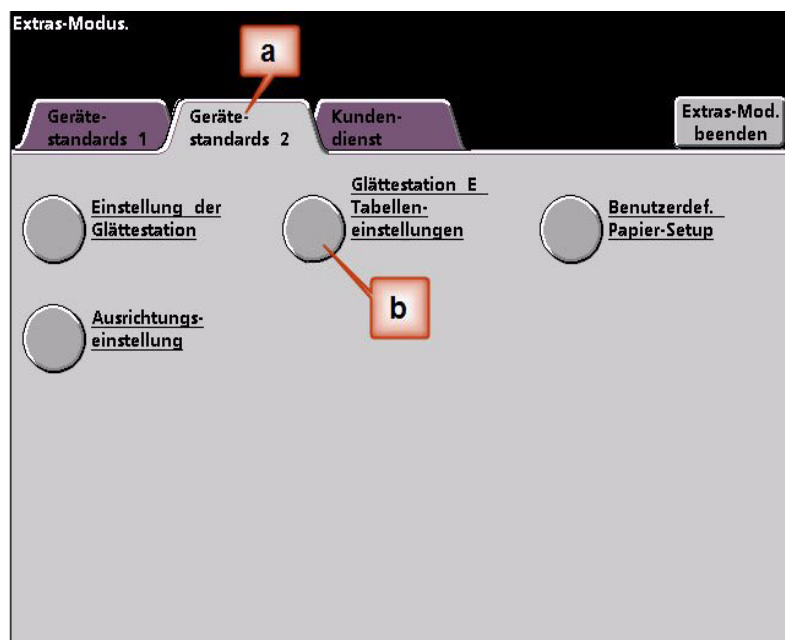 Extras-Modus.
a
Geräte-
standards 1
Geräte-
standards 2
Kunden-
dienst
Extras-Mod.
beenden
Einstellung der
Glättestation
Glättestation E
Tabellen-
einstellungen
Benutzerdef.
Papier-Setup
b
Ausrichtungs-
einstellung